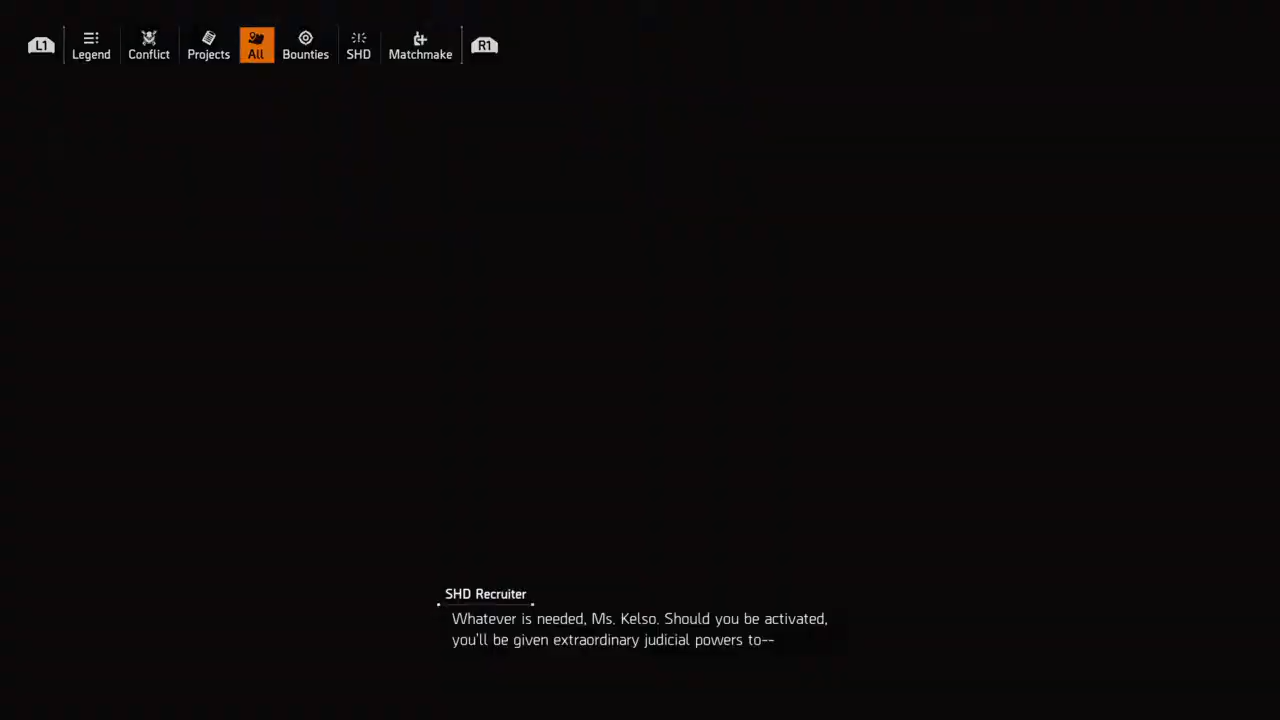 L1 Legend Conflict Projects All Bounties SHD Matchmake R1
SHD Recruiter
Whatever is needed, Ms. Kelso. Should you be activated,
you'll be given extraordinary judicial powers to--